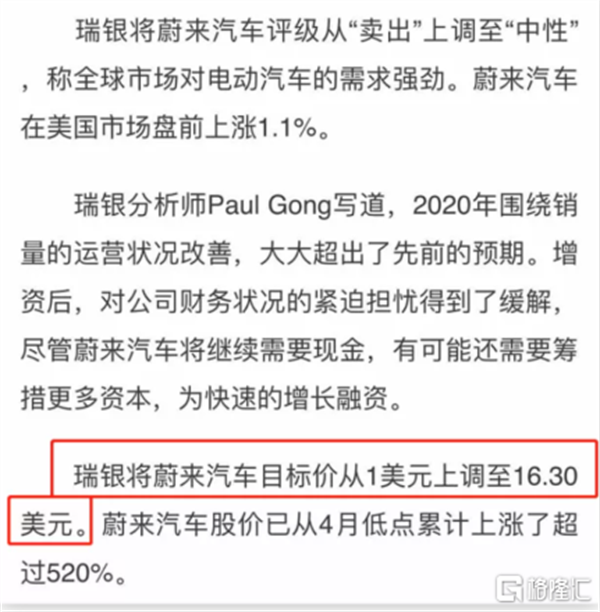 瑞银将蔚来汽车评级从“卖出”上调至“中性”
，称全球市场对电动汽车的需求强劲。蔚来汽车
在美国市场盘前上涨1.1%。
瑞银分析师Paul Gong写道，2020年围绕销
量的运营状况改善，大大超出了先前的预期。增
资后，对公司财务状况的紧迫担忧得到了缓解，
尽管蔚来汽车将继续需要现金，有可能还需要筹
措更多资本，为快速的增长融资。
瑞银将蔚来汽车目标价从1美元上调至16.30
美元。蔚来汽车股价已从4月低点累计上涨了超
过520%。
格隆汇